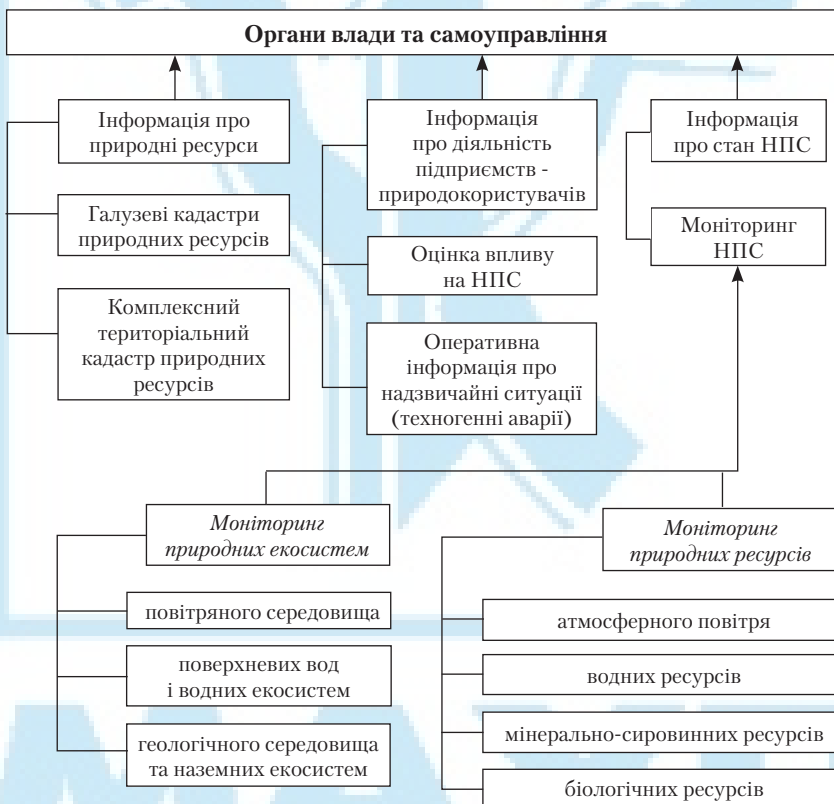 Органи влади та самоуправління
Інформація про
природні ресурси
Галузеві кадастри
природних ресурсів
Комплексний
територіальний
кадастр природних
ресурсів
Інформація
про діяльність
підприємств -
природокористувачів
Оцінка впливу
на НПС
Оперативна
інформація про
надзвичайні ситуації
(техногенні аварії)
Інформація
про стан НПС
Моніторинг
НПС
Моніторинг
природних екосистем
повітряного середовища
поверхневих вод
і водних екосистем
геологічного середовища
та наземних екосистем
Моніторинг
природних ресурсів
атмосферного повітря
водних ресурсів
мінерально-сировинних ресурсів
біологічних ресурсів